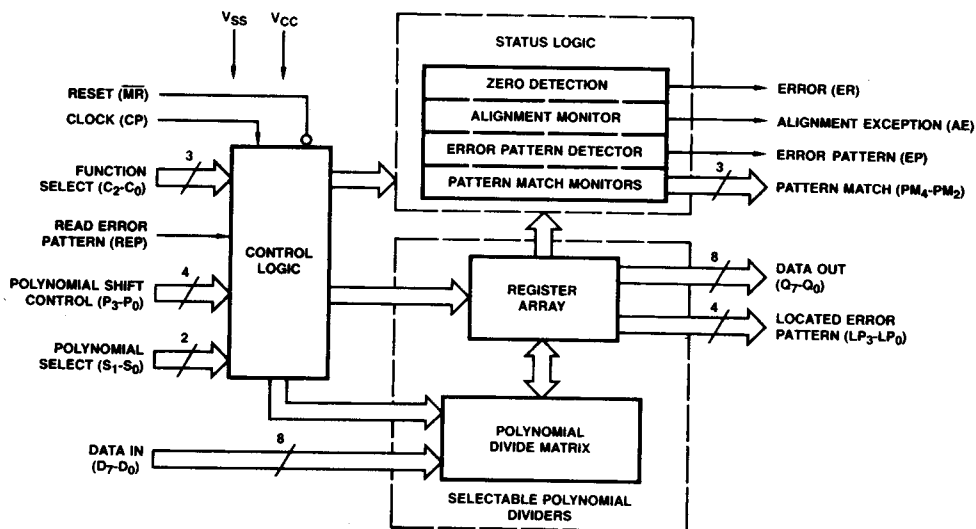 V_SS
V_CC
RESET (M̅R̅)
CLOCK (CP)
3
FUNCTION
SELECT (C₂-C₀)
READ ERROR
PATTERN (REP)
4
POLYNOMIAL SHIFT
CONTROL (P₃-P₀)
2
POLYNOMIAL
SELECT (S₁-S₀)
8
DATA IN
(D₇-D₀)
CONTROL
LOGIC
STATUS LOGIC
ZERO DETECTION
ALIGNMENT MONITOR
ERROR PATTERN DETECTOR
PATTERN MATCH MONITORS
ERROR (ER)
ALIGNMENT EXCEPTION (AE)
ERROR PATTERN (EP)
3
PATTERN MATCH (PM₄-PM₂)
REGISTER
ARRAY
8
DATA OUT
(Q₇-Q₀)
4
LOCATED ERROR
PATTERN (LP₃-LP₀)
POLYNOMIAL
DIVIDE MATRIX
SELECTABLE POLYNOMIAL
DIVIDERS